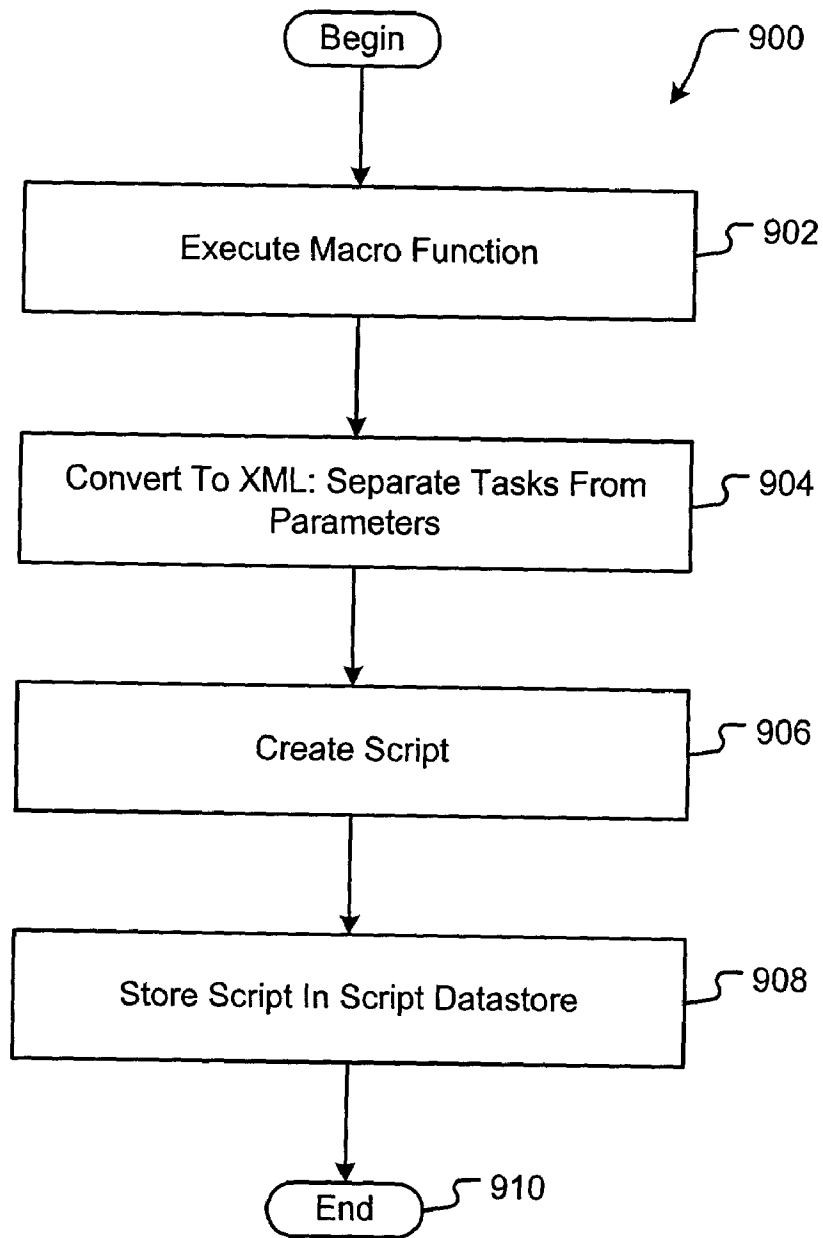 Begin
900
Execute Macro Function
902
Convert To XML: Separate Tasks From
Parameters
904
Create Script
906
Store Script In Script Datastore
908
End
910